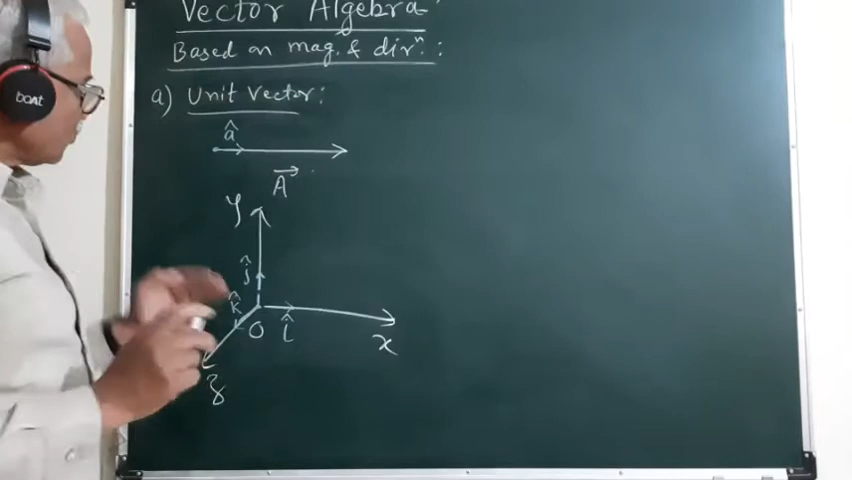 Vector Algebra
Based on mag. & dirⁿ. :
a) Unit Vector:
â
A⃗
y
ĵ
k̂
O
î
x
z
boAt